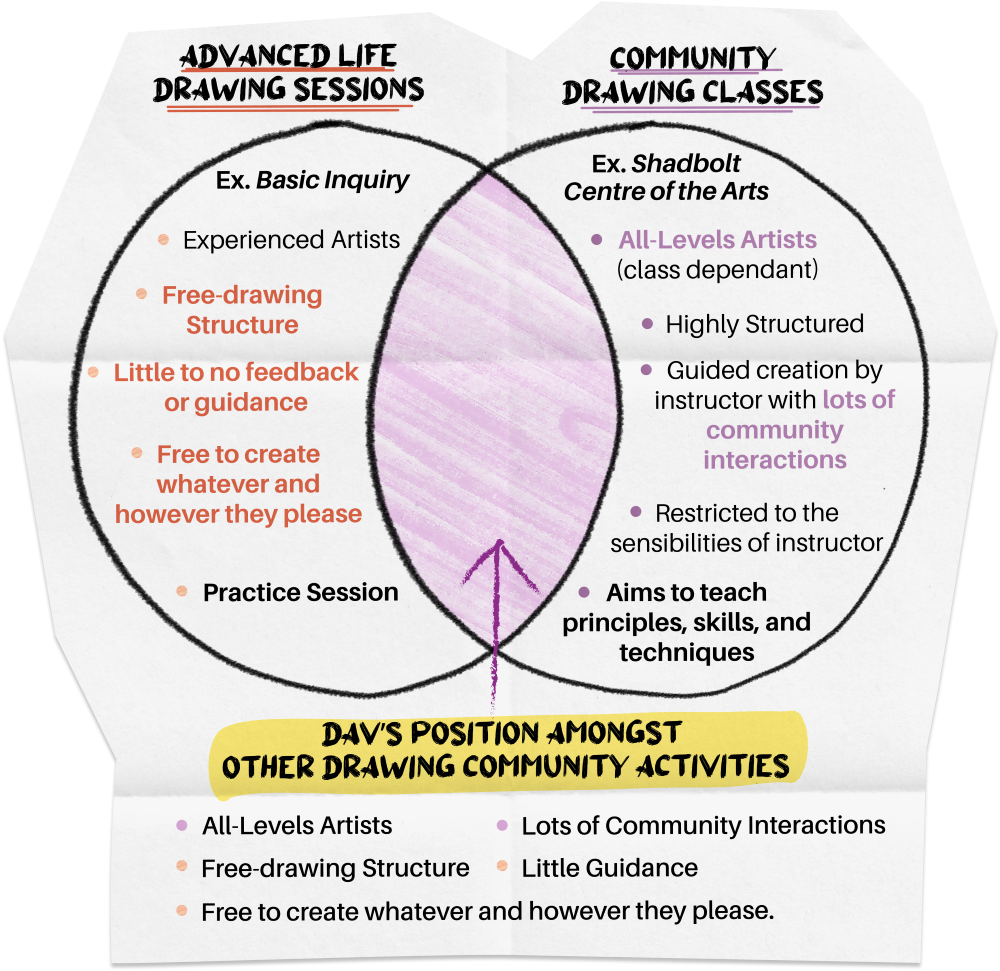 ADVANCED LIFE
DRAWING SESSIONS
Ex. Basic Inquiry
Experienced Artists
Free-drawing
Structure
Little to no feedback
or guidance
Free to create
whatever and
however they please
Practice Session
COMMUNITY
DRAWING CLASSES
Ex. Shadbolt
Centre of the Arts
All-Levels Artists
(class dependant)
Highly Structured
Guided creation by
instructor with lots of
community
interactions
Restricted to the
sensibilities of instructor
Aims to teach
principles, skills, and
techniques
DAV'S POSITION AMONGST
OTHER DRAWING COMMUNITY ACTIVITIES
All-Levels Artists
Lots of Community Interactions
Free-drawing Structure
Little Guidance
Free to create whatever and however they please.